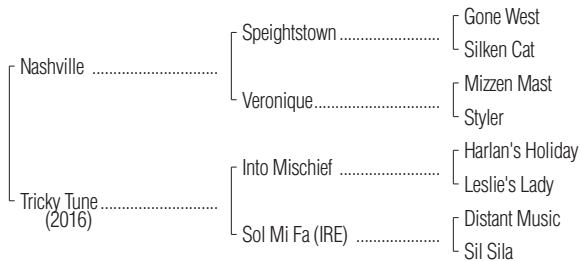 Gone West
Speightstown
Silken Cat
Nashville
Mizzen Mast
Veronique
Styler
Harlan's Holiday
Into Mischief
Leslie's Lady
Tricky Tune
(2016)
Distant Music
Sol Mi Fa (IRE)
Sil Sila